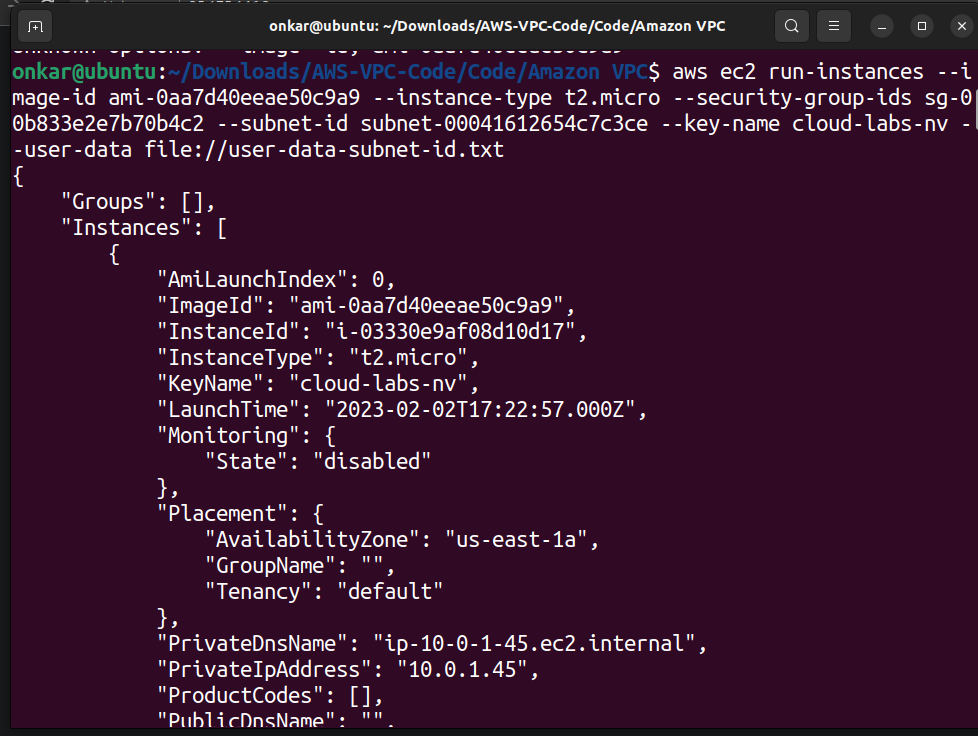 onkar@ubuntu: ~/Downloads/AWS-VPC-Code/Code/Amazon VPC
onkar@ubuntu:~/Downloads/AWS-VPC-Code/Code/Amazon VPC$ aws ec2 run-instances --i
mage-id ami-0aa7d40eeae50c9a9 --instance-type t2.micro --security-group-ids sg-0
0b833e2e7b70b4c2 --subnet-id subnet-00041612654c7c3ce --key-name cloud-labs-nv -
-user-data file://user-data-subnet-id.txt
{
    "Groups": [],
    "Instances": [
        {
            "AmiLaunchIndex": 0,
            "ImageId": "ami-0aa7d40eeae50c9a9",
            "InstanceId": "i-03330e9af08d10d17",
            "InstanceType": "t2.micro",
            "KeyName": "cloud-labs-nv",
            "LaunchTime": "2023-02-02T17:22:57.000Z",
            "Monitoring": {
                "State": "disabled"
            },
            "Placement": {
                "AvailabilityZone": "us-east-1a",
                "GroupName": "",
                "Tenancy": "default"
            },
            "PrivateDnsName": "ip-10-0-1-45.ec2.internal",
            "PrivateIpAddress": "10.0.1.45",
            "ProductCodes": [],
            "PublicDnsName": "",